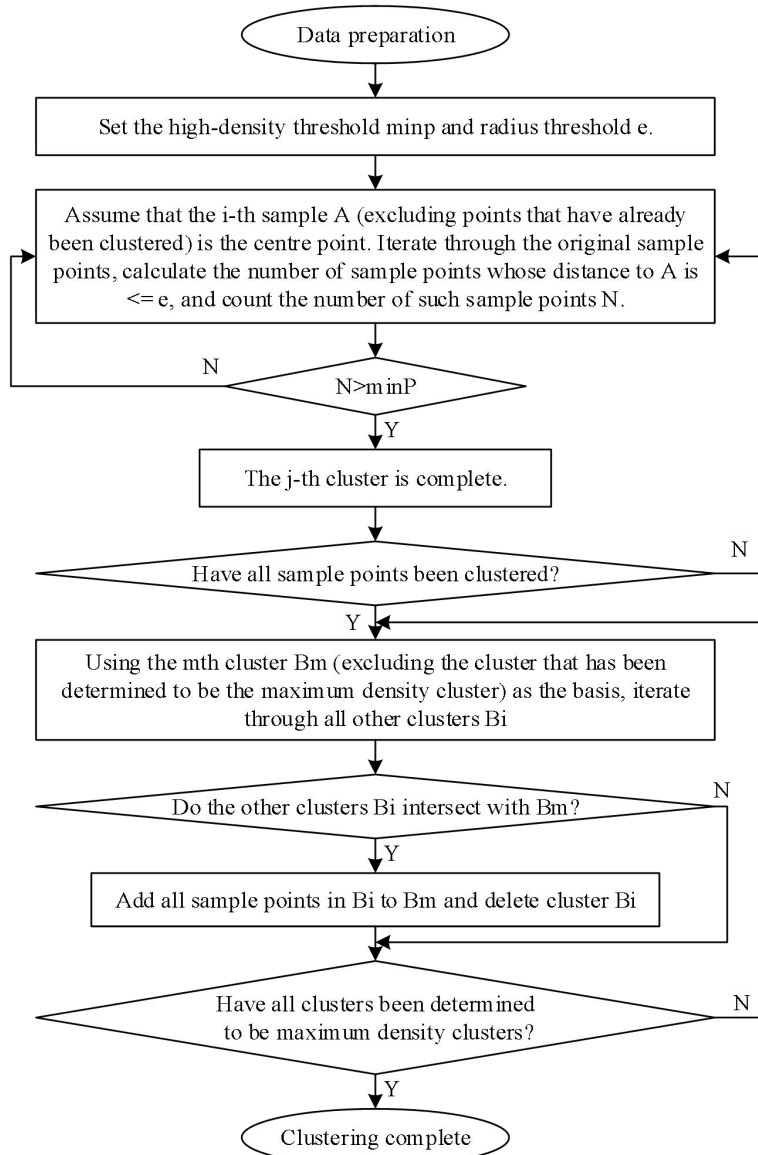 Data preparation
Set the high-density threshold minp and radius threshold e.
Assume that the i-th sample A (excluding points that have already
been clustered) is the centre point. Iterate through the original sample
points, calculate the number of sample points whose distance to A is
<= e, and count the number of such sample points N.
N
N>minP
Y
The j-th cluster is complete.
N
Have all sample points been clustered?
Y
Using the mth cluster Bm (excluding the cluster that has been
determined to be the maximum density cluster) as the basis, iterate
through all other clusters Bi
N
Do the other clusters Bi intersect with Bm?
Y
Add all sample points in Bi to Bm and delete cluster Bi
Have all clusters been determined
N
to be maximum density clusters?
Y
Clustering complete